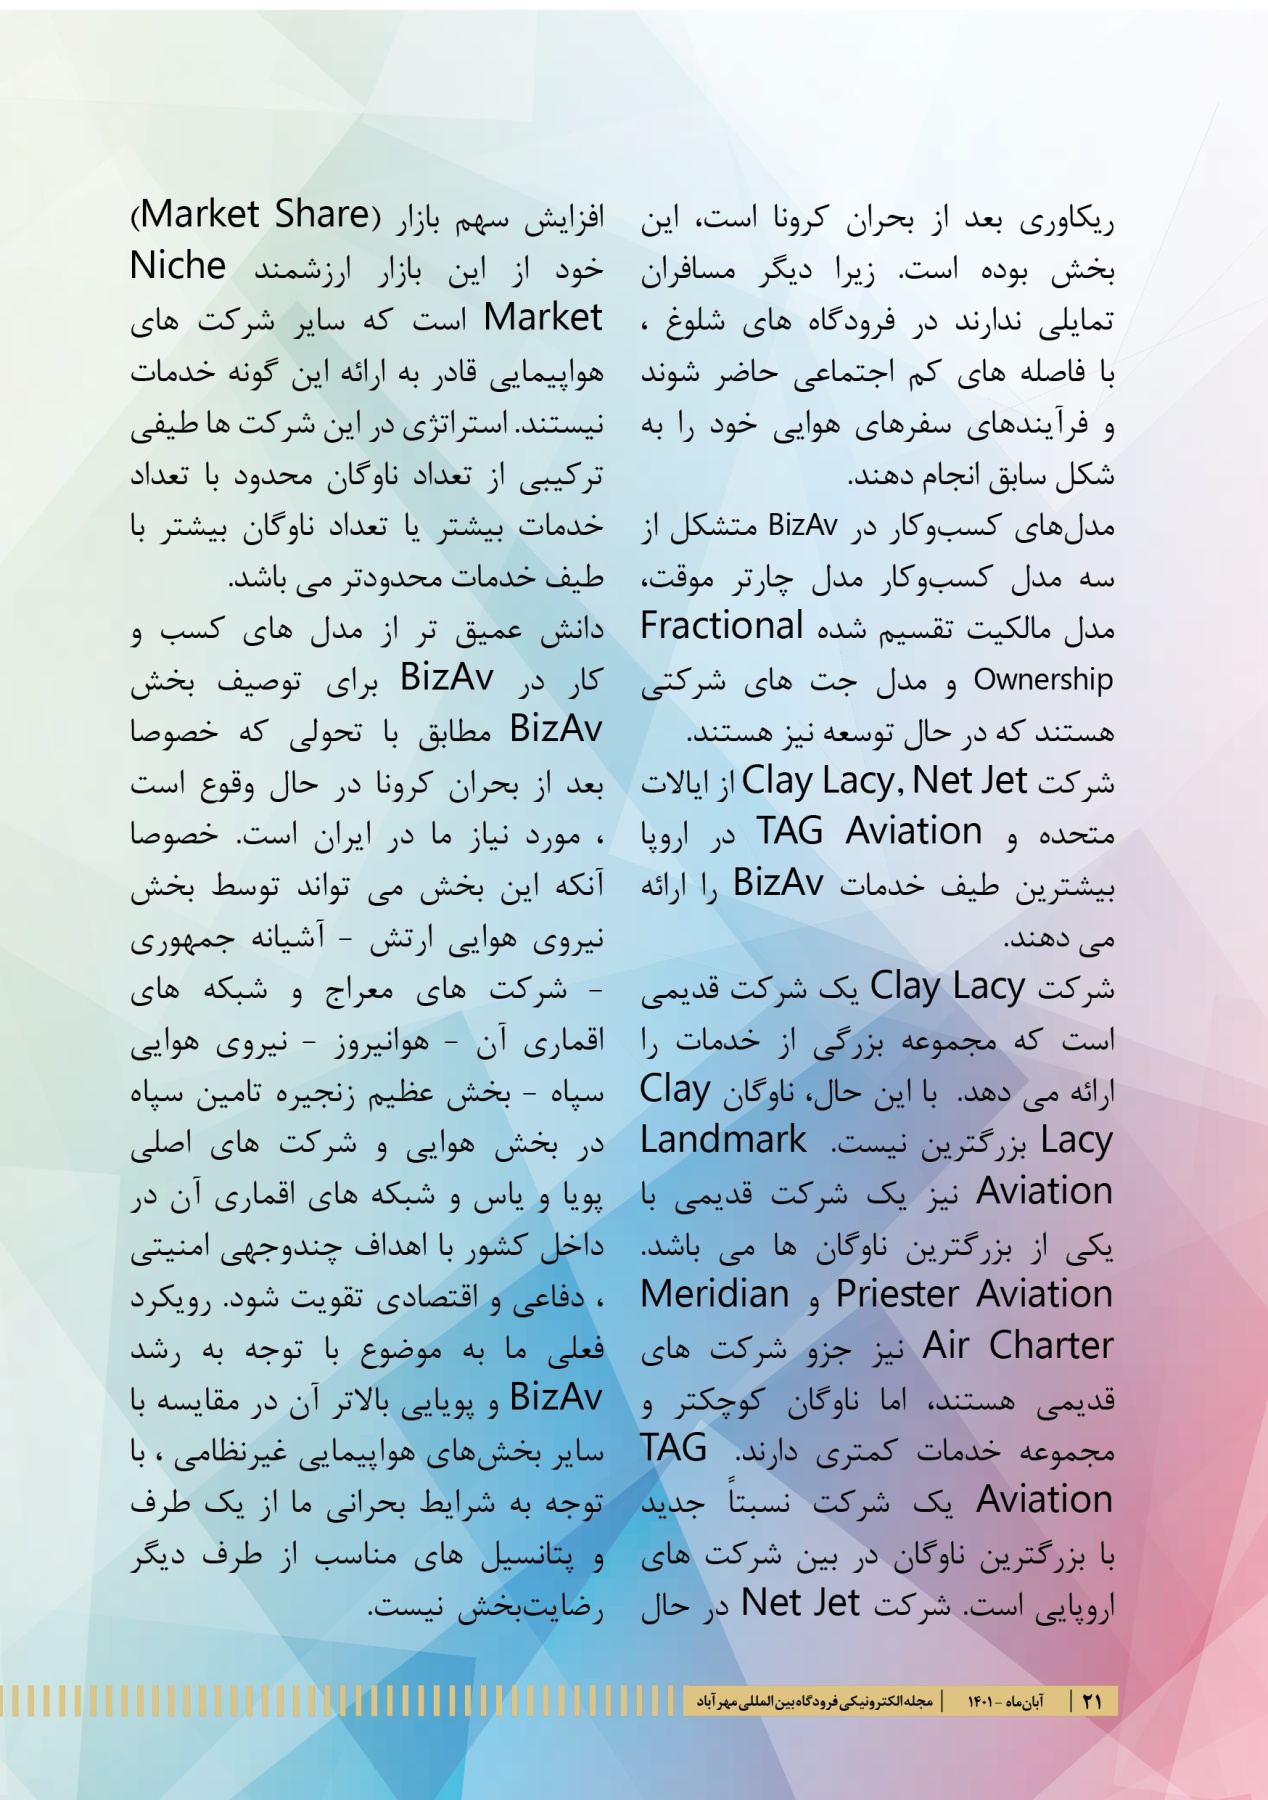 ریکاوری بعد از بحران کرونا است، این
بخش بوده است. زیرا دیگر مسافران
تمایلی ندارند در فرودگاه های شلوغ ،
با فاصله های کم اجتماعی حاضر شوند
و فرآیندهای سفرهای هوایی خود را به
شکل سابق انجام دهند.
مدل‌های کسب‌وکار در BizAv متشکل از
سه مدل کسب‌وکار مدل چارتر موقت،
مدل مالکیت تقسیم شده Fractional
Ownership و مدل جت های شرکتی
هستند که در حال توسعه نیز هستند.
شرکت Clay Lacy, Net Jet از ایالات
متحده و TAG Aviation در اروپا
بیشترین طیف خدمات BizAv را ارائه
می دهند.
شرکت Clay Lacy یک شرکت قدیمی
است که مجموعه بزرگی از خدمات را
ارائه می دهد. با این حال، ناوگان Clay
Lacy بزرگترین نیست. Landmark
Aviation نیز یک شرکت قدیمی با
یکی از بزرگترین ناوگان ها می باشد.
Priester Aviation و Meridian
Air Charter نیز جزو شرکت های
قدیمی هستند، اما ناوگان کوچکتر و
مجموعه خدمات کمتری دارند. TAG
Aviation یک شرکت نسبتاً جدید
با بزرگترین ناوگان در بین شرکت های
اروپایی است. شرکت Net Jet در حال
افزایش سهم بازار (Market Share)
خود از این بازار ارزشمند Niche
Market است که سایر شرکت های
هواپیمایی قادر به ارائه این گونه خدمات
نیستند. استراتژی در این شرکت ها طیفی
ترکیبی از تعداد ناوگان محدود با تعداد
خدمات بیشتر یا تعداد ناوگان بیشتر با
طیف خدمات محدودتر می باشد.
دانش عمیق تر از مدل های کسب و
کار در BizAv برای توصیف بخش
BizAv مطابق با تحولی که خصوصا
بعد از بحران کرونا در حال وقوع است
، مورد نیاز ما در ایران است. خصوصا
آنکه این بخش می تواند توسط بخش
نیروی هوایی ارتش - آشیانه جمهوری
- شرکت های معراج و شبکه های
اقماری آن - هوانیروز - نیروی هوایی
سپاه - بخش عظیم زنجیره تامین سپاه
در بخش هوایی و شرکت های اصلی
پویا و یاس و شبکه های اقماری آن در
داخل کشور با اهداف چندوجهی امنیتی
، دفاعی و اقتصادی تقویت شود. رویکرد
فعلی ما به موضوع با توجه به رشد
BizAv و پویایی بالاتر آن در مقایسه با
سایر بخش‌های هواپیمایی غیرنظامی ، با
توجه به شرایط بحرانی ما از یک طرف
و پتانسیل های مناسب از طرف دیگر
رضایت‌بخش نیست.
۲۱ | آبان‌ماه - ۱۴۰۱ | مجله الکترونیکی فرودگاه بین المللی مهرآباد